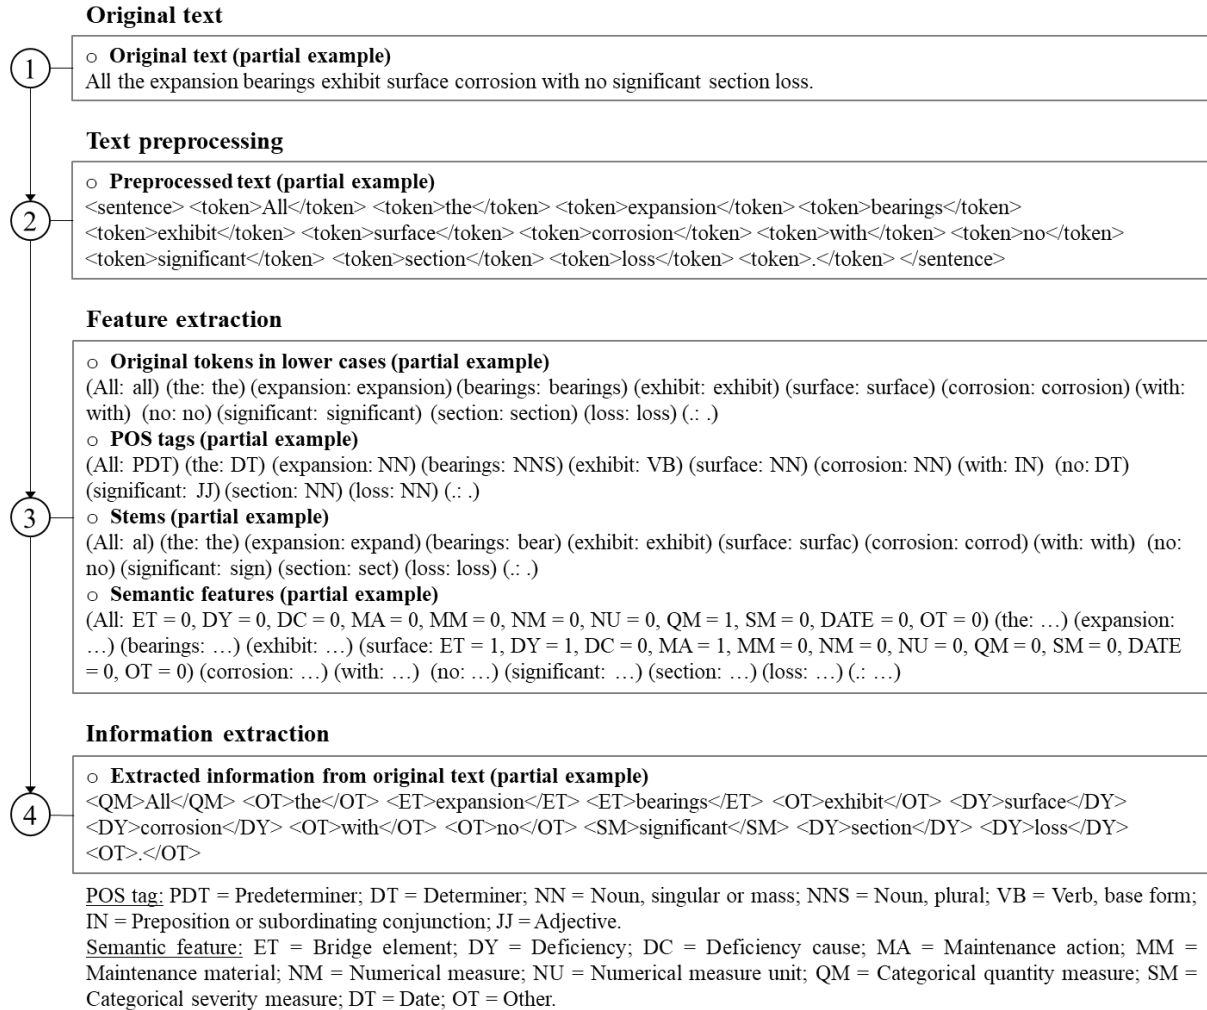 Original text
○ Original text (partial example)
All the expansion bearings exhibit surface corrosion with no significant section loss.
1
Text preprocessing
○ Preprocessed text (partial example)
<sentence> <token>All</token> <token>the</token> <token>expansion</token> <token>bearings</token>
<token>exhibit</token> <token>surface</token> <token>corrosion</token> <token>with</token> <token>no</token>
<token>significant</token> <token>section</token> <token>loss</token> <token>.</token> </sentence>
2
Feature extraction
○ Original tokens in lower cases (partial example)
(All: all) (the: the) (expansion: expansion) (bearings: bearings) (exhibit: exhibit) (surface: surface) (corrosion: corrosion) (with:
with) (no: no) (significant: significant) (section: section) (loss: loss) (.: .)
○ POS tags (partial example)
(All: PDT) (the: DT) (expansion: NN) (bearings: NNS) (exhibit: VB) (surface: NN) (corrosion: NN) (with: IN) (no: DT)
(significant: JJ) (section: NN) (loss: NN) (.: .)
3
○ Stems (partial example)
(All: al) (the: the) (expansion: expand) (bearings: bear) (exhibit: exhibit) (surface: surfac) (corrosion: corrod) (with: with) (no:
no) (significant: sign) (section: sect) (loss: loss) (.: .)
○ Semantic features (partial example)
(All: ET = 0, DY = 0, DC = 0, MA = 0, MM = 0, NM = 0, NU = 0, QM = 1, SM = 0, DATE = 0, OT = 0) (the: …) (expansion:
…) (bearings: …) (exhibit: …) (surface: ET = 1, DY = 1, DC = 0, MA = 1, MM = 0, NM = 0, NU = 0, QM = 0, SM = 0, DATE
= 0, OT = 0) (corrosion: …) (with: …) (no: …) (significant: …) (section: …) (loss: …) (.: …)
Information extraction
○ Extracted information from original text (partial example)
<QM>All</QM> <OT>the</OT> <ET>expansion</ET> <ET>bearings</ET> <OT>exhibit</OT> <DY>surface</DY>
<DY>corrosion</DY> <OT>with</OT> <OT>no</OT> <SM>significant</SM> <DY>section</DY> <DY>loss</DY>
<OT>.</OT>
4
POS tag: PDT = Predeterminer; DT = Determiner; NN = Noun, singular or mass; NNS = Noun, plural; VB = Verb, base form;
IN = Preposition or subordinating conjunction; JJ = Adjective.
Semantic feature: ET = Bridge element; DY = Deficiency; DC = Deficiency cause; MA = Maintenance action; MM =
Maintenance material; NM = Numerical measure; NU = Numerical measure unit; QM = Categorical quantity measure; SM =
Categorical severity measure; DT = Date; OT = Other.